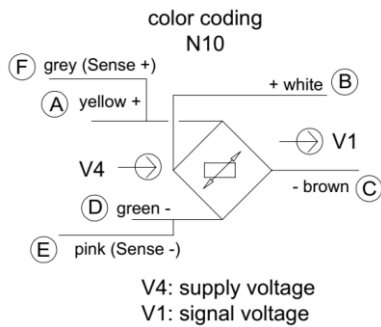 color coding
N10
F grey (Sense +)
B + white
A yellow +
V4
V1
- brown C
D green -
E pink (Sense -)
V4: supply voltage
V1: signal voltage